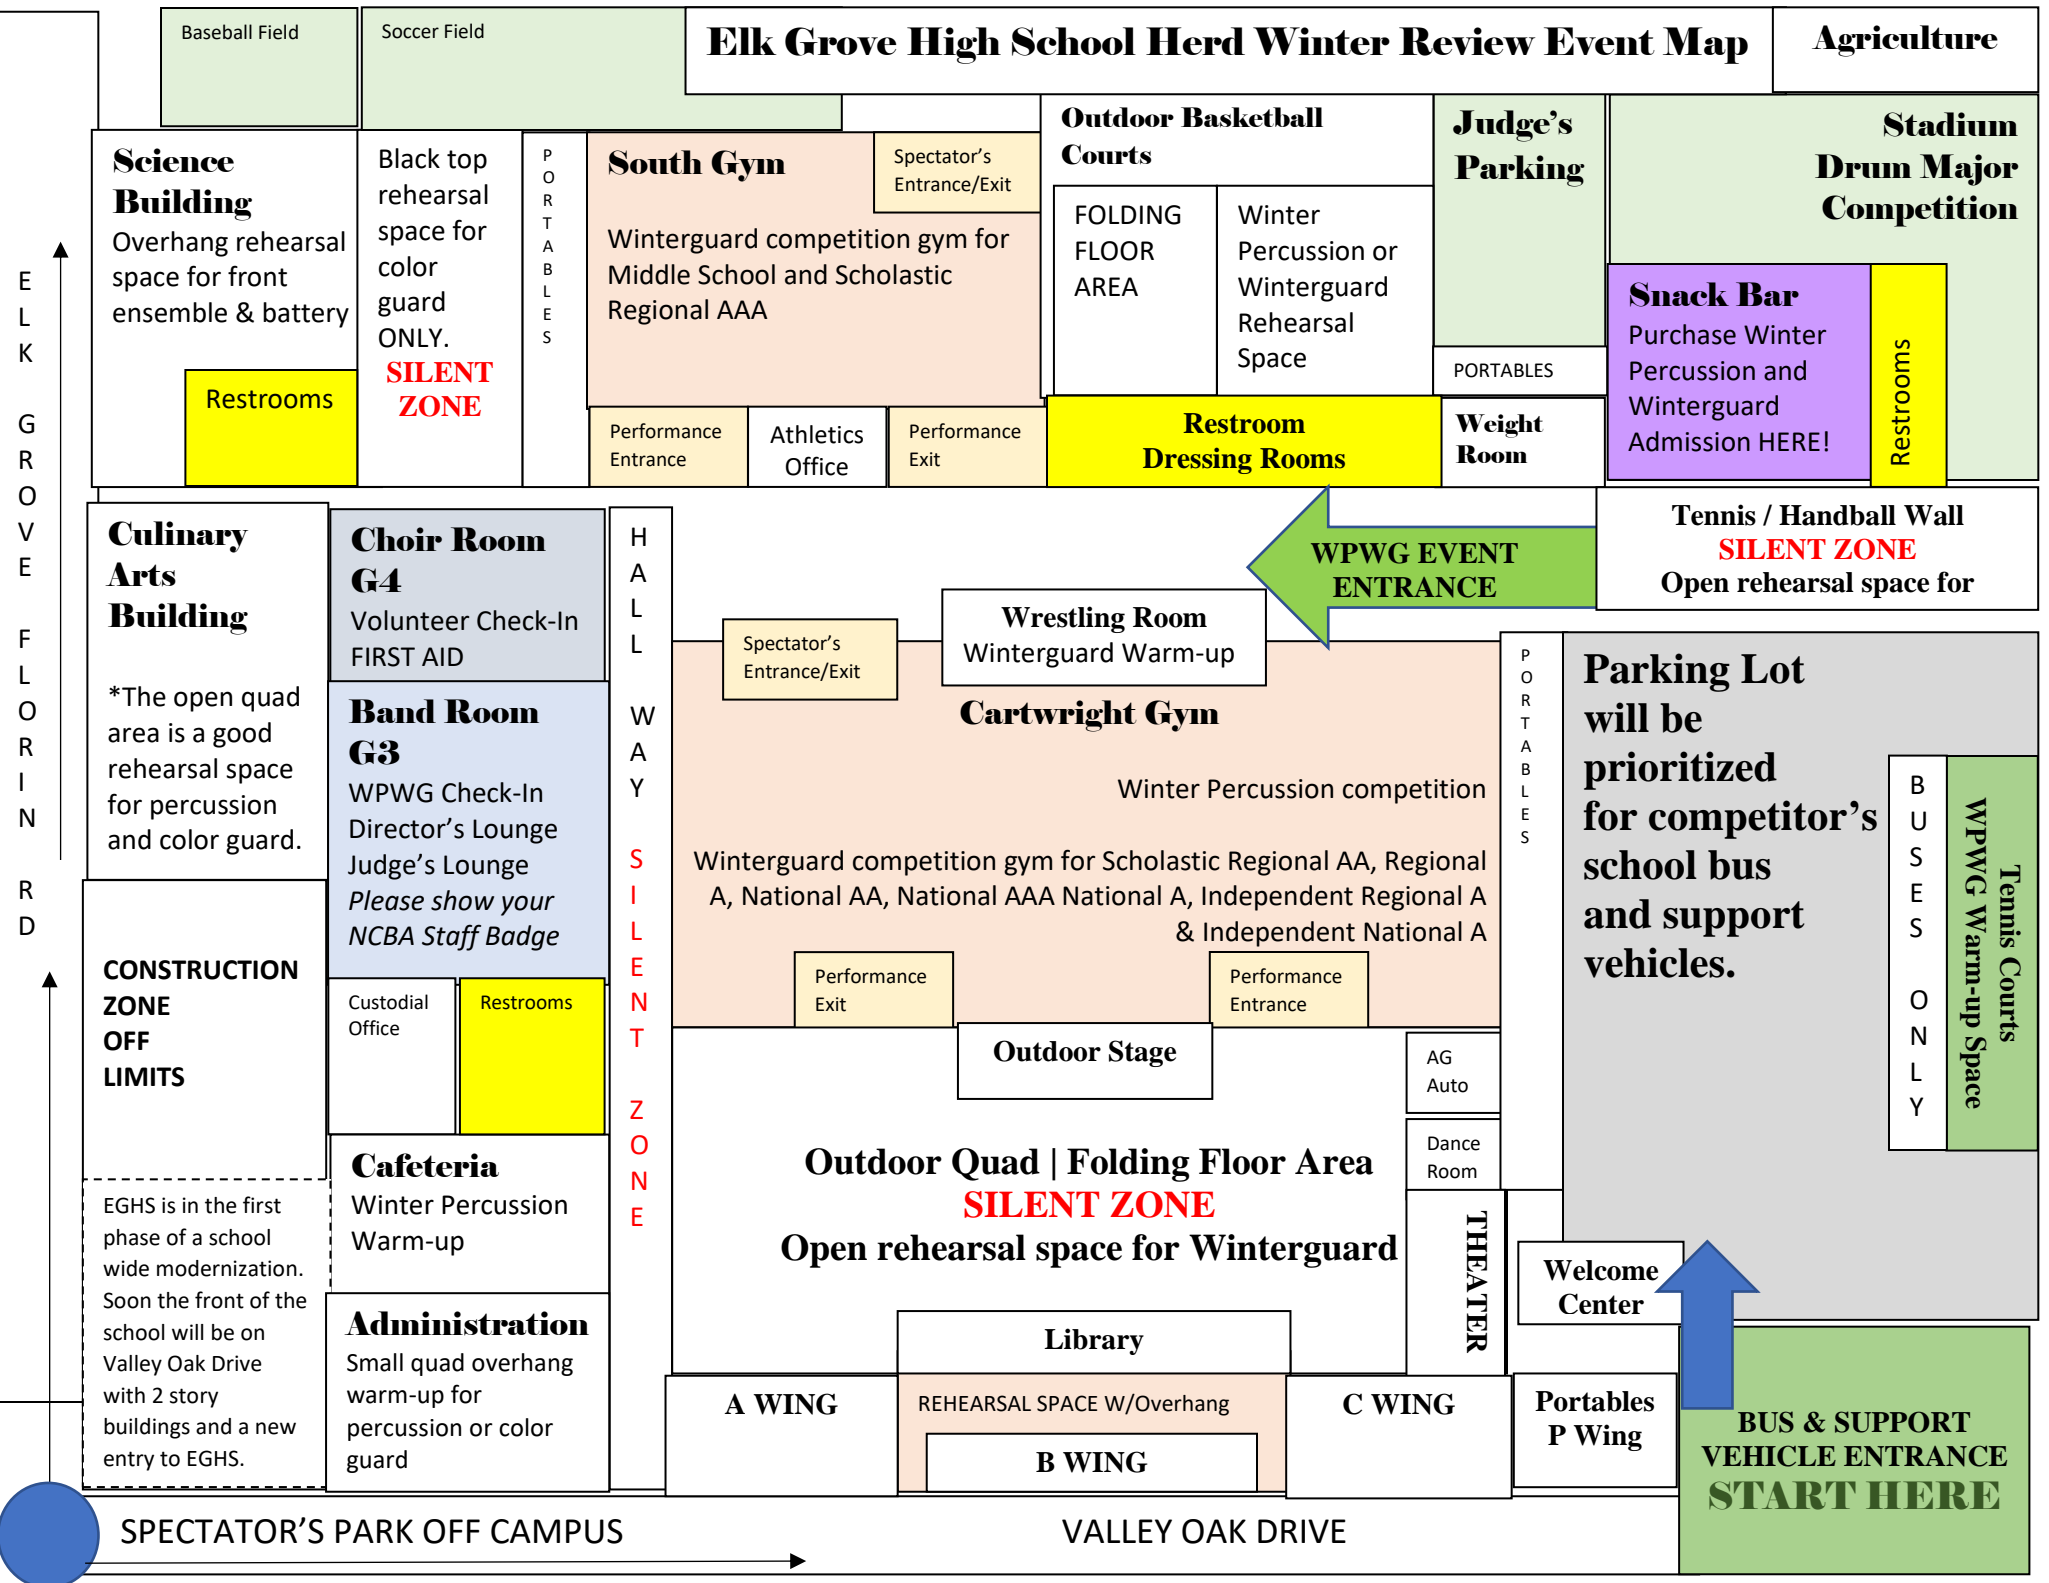 Baseball Field
Soccer Field
Elk Grove High School Herd Winter Review Event Map
Agriculture
Science
Building
Overhang rehearsal
space for front
ensemble & battery
Restrooms
Black top
rehearsal
space for
color
guard
ONLY.
SILENT
ZONE
PORTABLES
South Gym
Spectator's
Entrance/Exit
Winterguard competition gym for
Middle School and Scholastic
Regional AAA
Performance
Entrance
Athletics
Office
Performance
Exit
Outdoor Basketball
Courts
FOLDING
FLOOR
AREA
Winter
Percussion or
Winterguard
Rehearsal
Space
Restroom
Dressing Rooms
Judge's
Parking
PORTABLES
Weight
Room
Stadium
Drum Major
Competition
Snack Bar
Purchase Winter
Percussion and
Winterguard
Admission HERE!
Restrooms
ELK GROVE FLORIN RD
Culinary
Arts
Building
*The open quad
area is a good
rehearsal space
for percussion
and color guard.
Choir Room
G4
Volunteer Check-In
FIRST AID
Band Room
G3
WPWG Check-In
Director's Lounge
Judge's Lounge
Please show your
NCBA Staff Badge
HALL WAY SILENT ZONE
WPWG EVENT
ENTRANCE
Tennis / Handball Wall
SILENT ZONE
Open rehearsal space for
Wrestling Room
Winterguard Warm-up
Spectator's
Entrance/Exit
Cartwright Gym
Winter Percussion competition
Winterguard competition gym for Scholastic Regional AA, Regional
A, National AA, National AAA National A, Independent Regional A
& Independent National A
Performance
Exit
Performance
Entrance
PORTABLES
Parking Lot
will be
prioritized
for competitor's
school bus
and support
vehicles.
BUSES ONLY
Tennis Courts
WPWG Warm-up Space
CONSTRUCTION
ZONE
OFF
LIMITS
Custodial
Office
Restrooms
Outdoor Stage
AG
Auto
Dance
Room
Outdoor Quad | Folding Floor Area
SILENT ZONE
Open rehearsal space for Winterguard
THEATER
Cafeteria
Winter Percussion
Warm-up
EGHS is in the first
phase of a school
wide modernization.
Soon the front of the
school will be on
Valley Oak Drive
with 2 story
buildings and a new
entry to EGHS.
Administration
Small quad overhang
warm-up for
percussion or color
guard
Library
Welcome
Center
A WING
REHEARSAL SPACE W/Overhang
B WING
C WING
Portables
P Wing
BUS & SUPPORT
VEHICLE ENTRANCE
START HERE
SPECTATOR'S PARK OFF CAMPUS
VALLEY OAK DRIVE